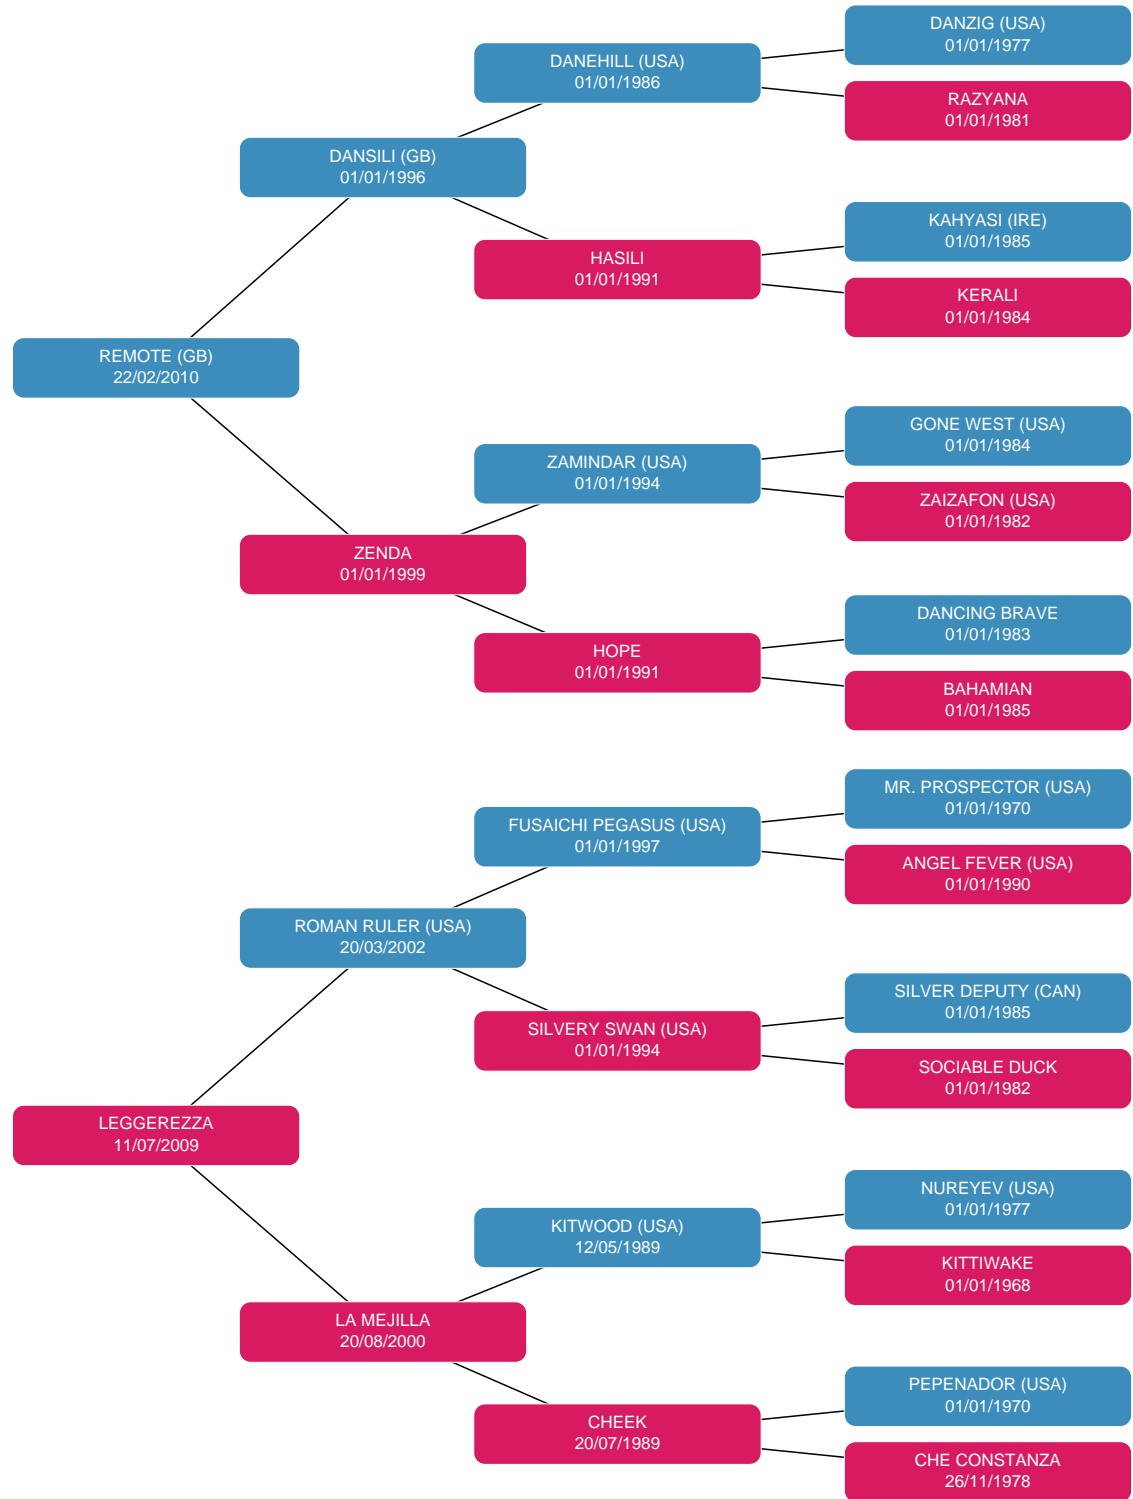 DANZIG (USA)
01/01/1977
DANEHILL (USA)
01/01/1986
RAZYANA
01/01/1981
DANSILI (GB)
01/01/1996
KAHYASI (IRE)
01/01/1985
HASILI
01/01/1991
KERALI
01/01/1984
REMOTE (GB)
22/02/2010
GONE WEST (USA)
01/01/1984
ZAMINDAR (USA)
01/01/1994
ZAIZAFON (USA)
01/01/1982
ZENDA
01/01/1999
DANCING BRAVE
01/01/1983
HOPE
01/01/1991
BAHAMIAN
01/01/1985
MR. PROSPECTOR (USA)
01/01/1970
FUSAICHI PEGASUS (USA)
01/01/1997
ANGEL FEVER (USA)
01/01/1990
ROMAN RULER (USA)
20/03/2002
SILVER DEPUTY (CAN)
01/01/1985
SILVERY SWAN (USA)
01/01/1994
SOCIABLE DUCK
01/01/1982
LEGGEREZZA
11/07/2009
NUREYEV (USA)
01/01/1977
KITWOOD (USA)
12/05/1989
KITTIWAKE
01/01/1968
LA MEJILLA
20/08/2000
PEPENADOR (USA)
01/01/1970
CHEEK
20/07/1989
CHE CONSTANZA
26/11/1978